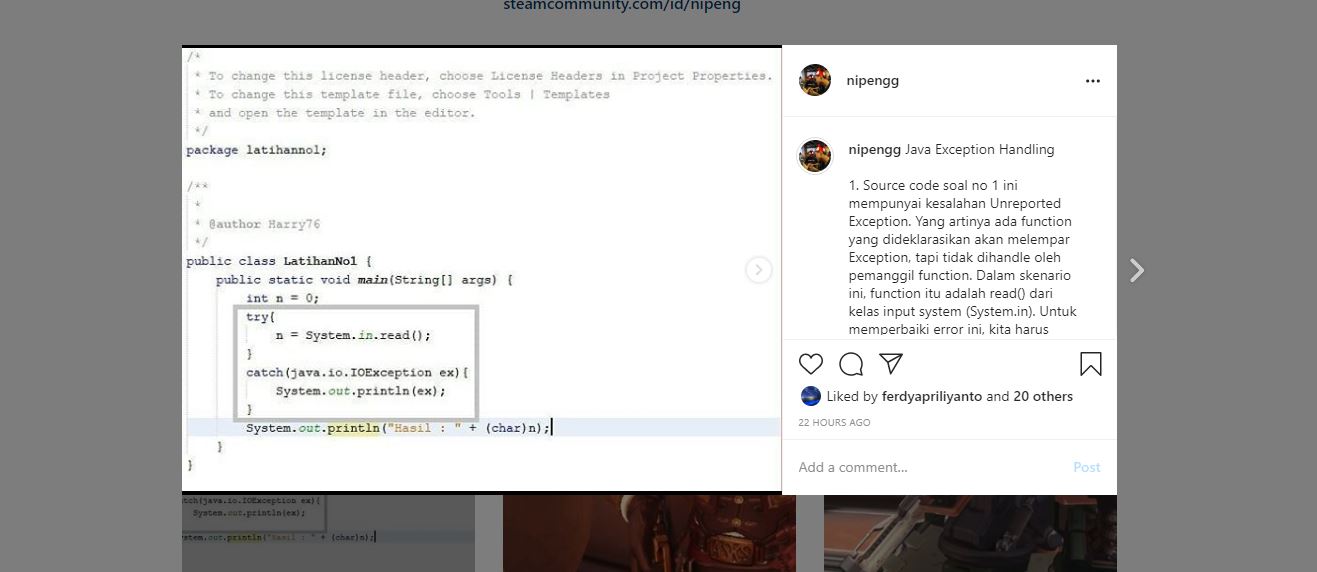 steamcommunity.com/id/nipeng
/*
* To change this license header, choose License Headers in Project Properties.
* To change this template file, choose Tools | Templates
* and open the template in the editor.
*/
package latihanno1;
/**
*
* @author Harry76
*/
public class LatihanNo1 {
public static void main(String[] args) {
int n = 0;
try{
n = System.in.read();
}
catch(java.io.IOException ex){
System.out.println(ex);
}
System.out.println("Hasil : " + (char)n);
}
}
nipengg
nipengg Java Exception Handling
1. Source code soal no 1 ini
mempunyai kesalahan Unreported
Exception. Yang artinya ada function
yang dideklarasikan akan melempar
Exception, tapi tidak dihandle oleh
pemanggil function. Dalam skenario
ini, function itu adalah read() dari
kelas input system (System.in). Untuk
memperbaiki error ini, kita harus
Liked by ferdyapriliyanto and 20 others
22 HOURS AGO
Add a comment...
Post
tch(java.io.IOException ex){
System.out.println(ex);
ystem.out.println("Hasil : " + (char)n);